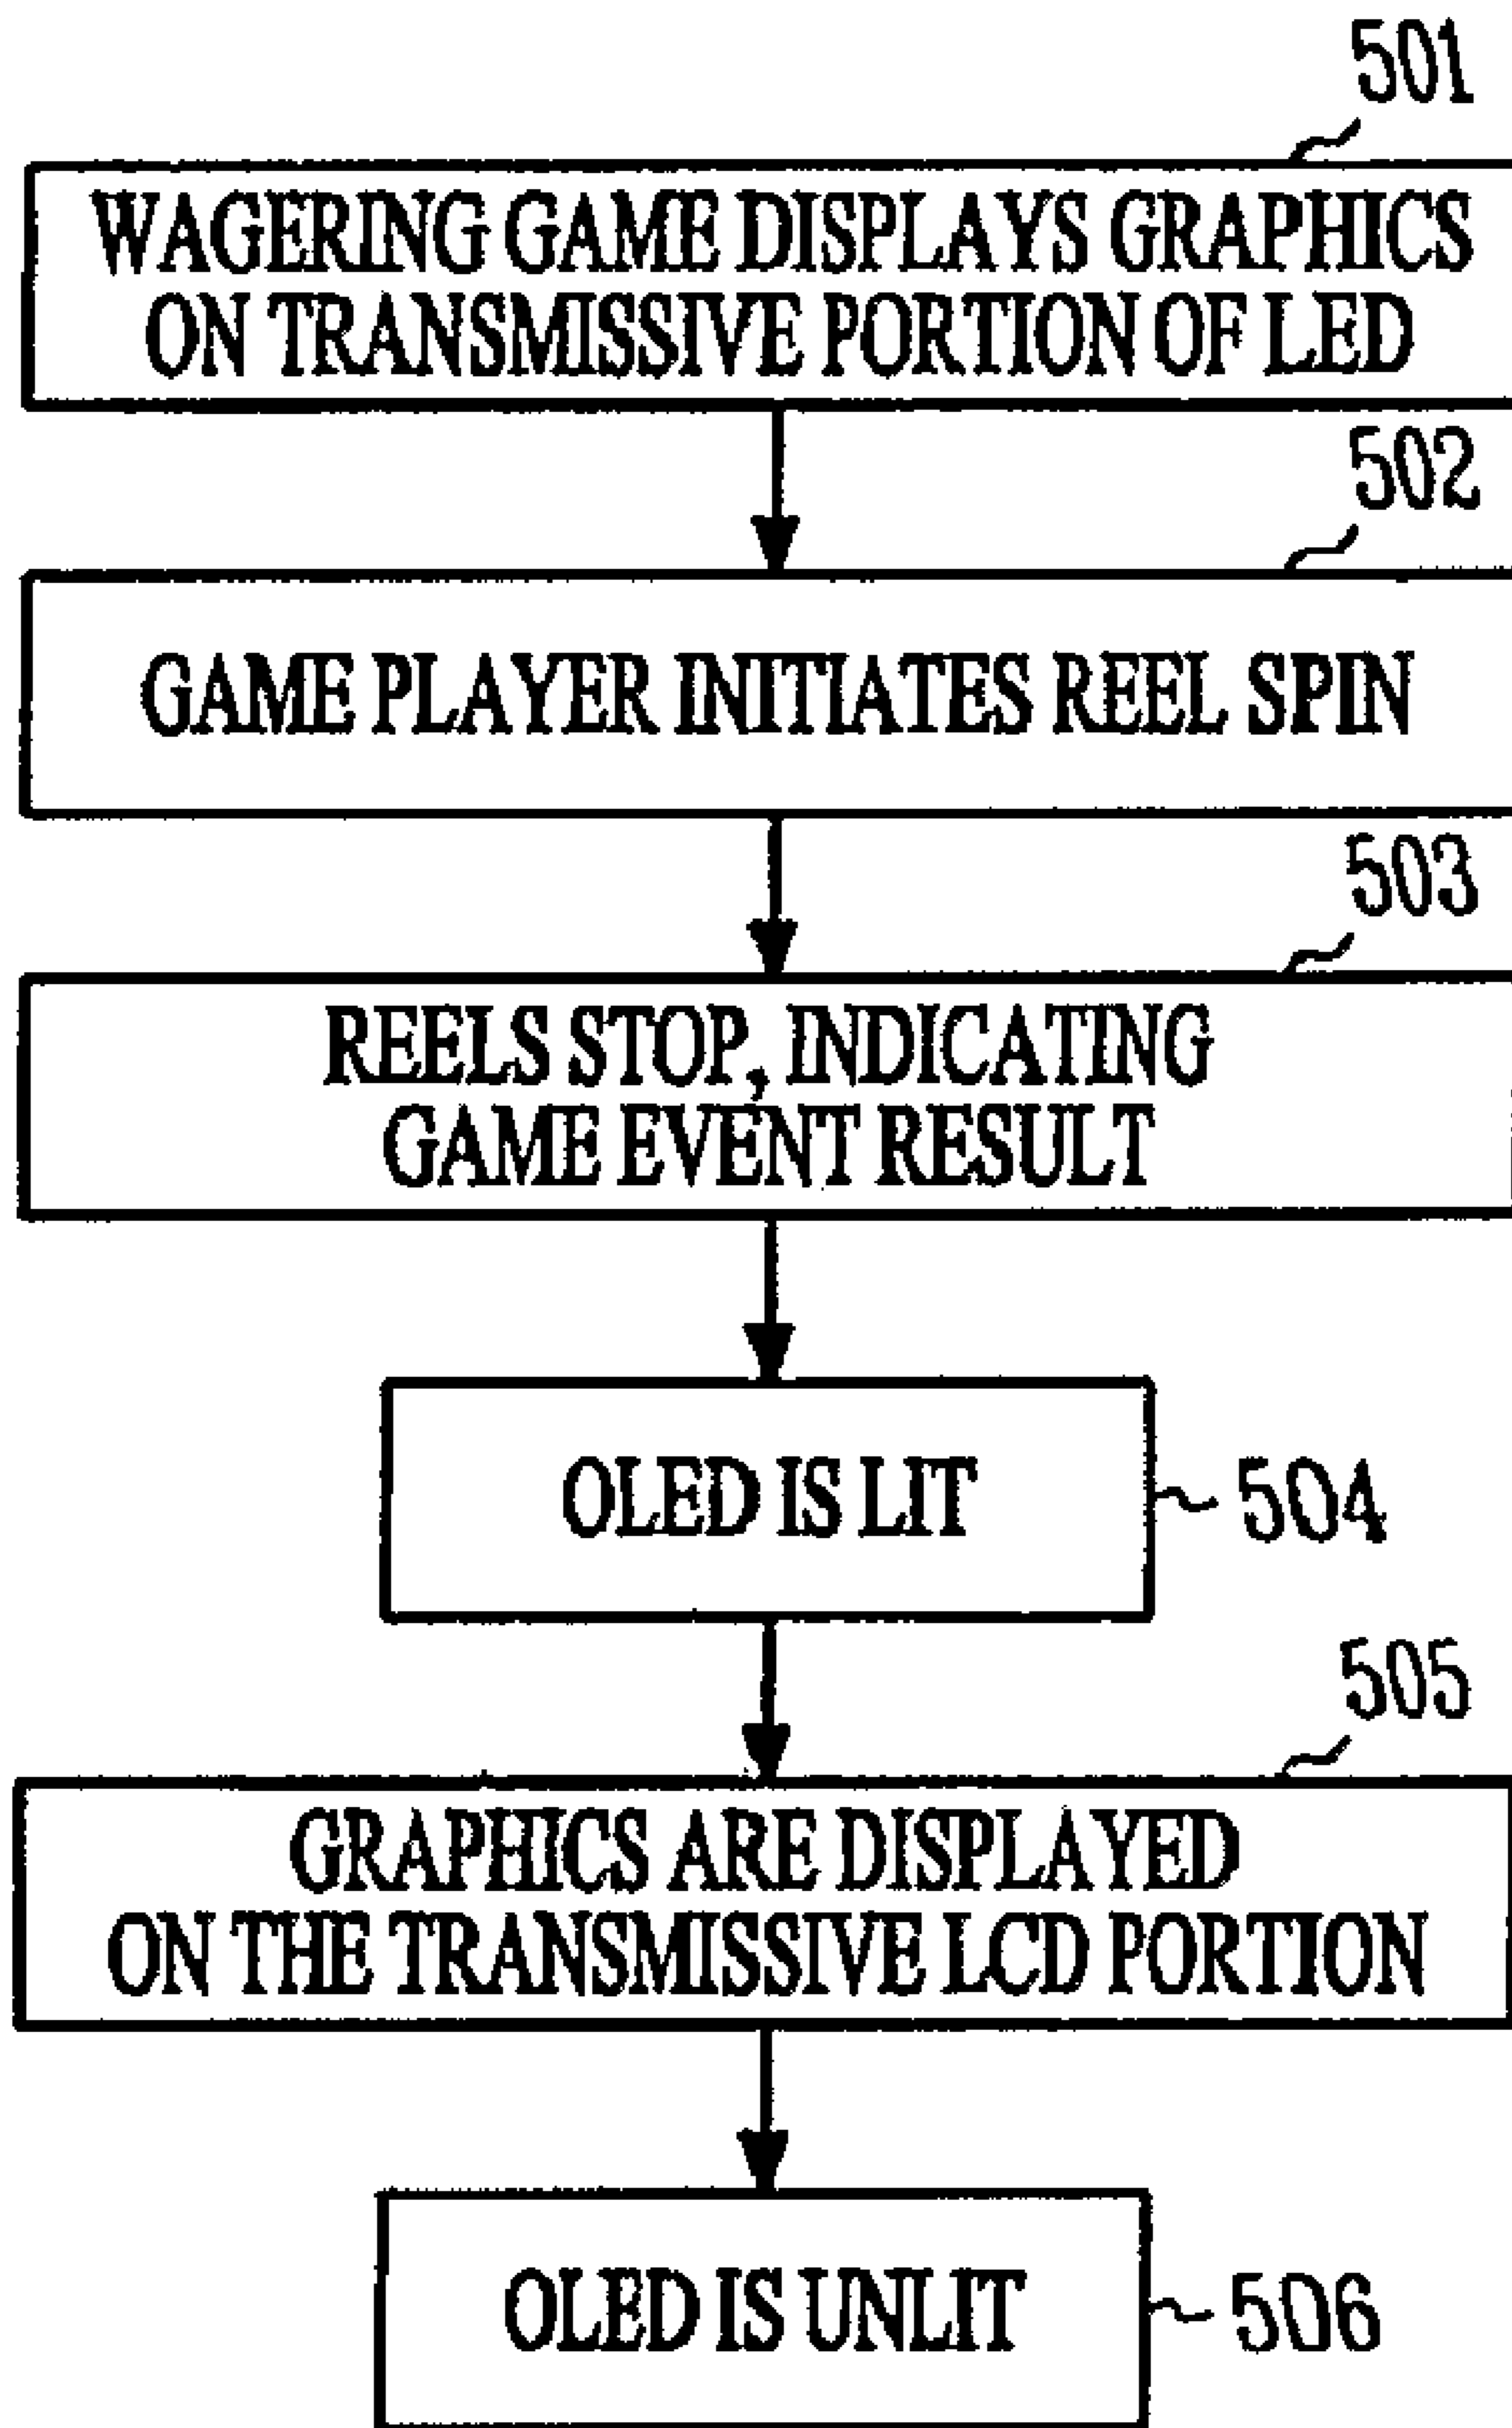 501
WAGERING GAME DISPLAYS GRAPHICS
ON TRANSMISSIVE PORTION OF LED
502
GAME PLAYER INITIATES REEL SPIN
503
REELS STOP, INDICATING
GAME EVENT RESULT
OLED IS LIT
504
505
GRAPHICS ARE DISPLAYED
ON THE TRANSMISSIVE LCD PORTION
OLED IS UNLIT
506